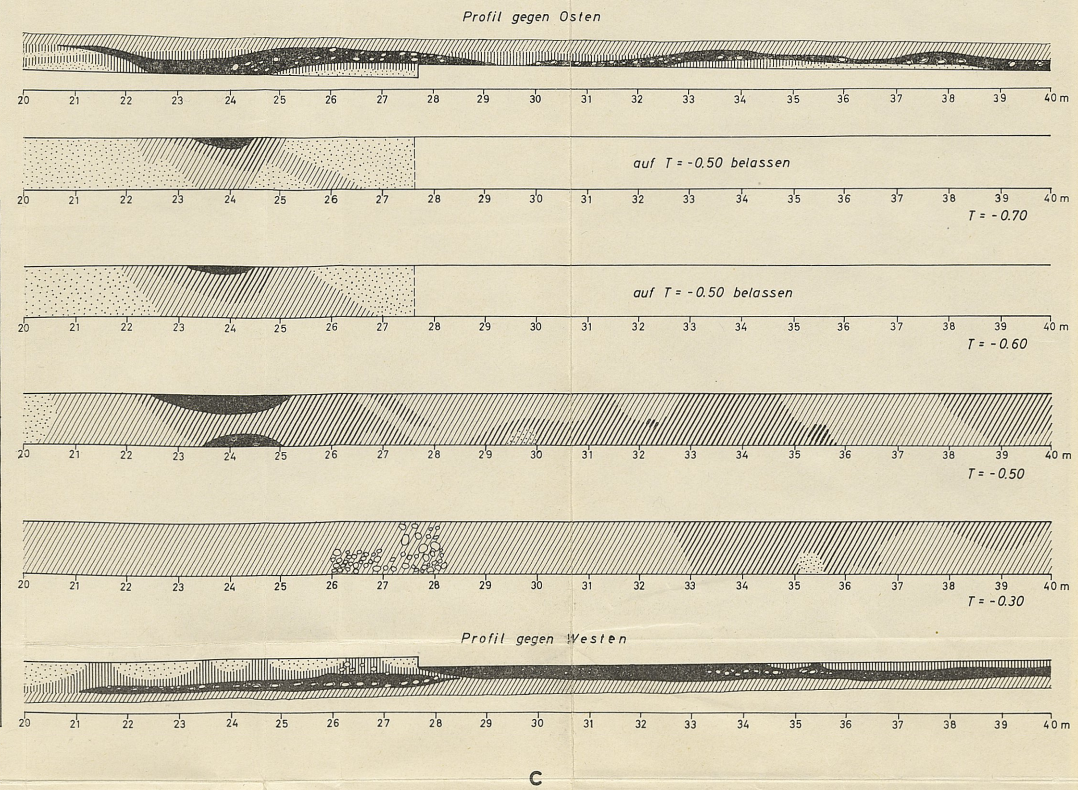 Profil gegen Osten
20 21 22 23 24 25 26 27 28 29 30 31 32 33 34 35 36 37 38 39 40 m
auf T = -0.50 belassen
20 21 22 23 24 25 26 27 28 29 30 31 32 33 34 35 36 37 38 39 40 m
T = -0.70
auf T = -0.50 belassen
20 21 22 23 24 25 26 27 28 29 30 31 32 33 34 35 36 37 38 39 40 m
T = -0.60
20 21 22 23 24 25 26 27 28 29 30 31 32 33 34 35 36 37 38 39 40 m
T = -0.50
20 21 22 23 24 25 26 27 28 29 30 31 32 33 34 35 36 37 38 39 40 m
T = -0.30
Profil gegen Westen
20 21 22 23 24 25 26 27 28 29 30 31 32 33 34 35 36 37 38 39 40 m
C